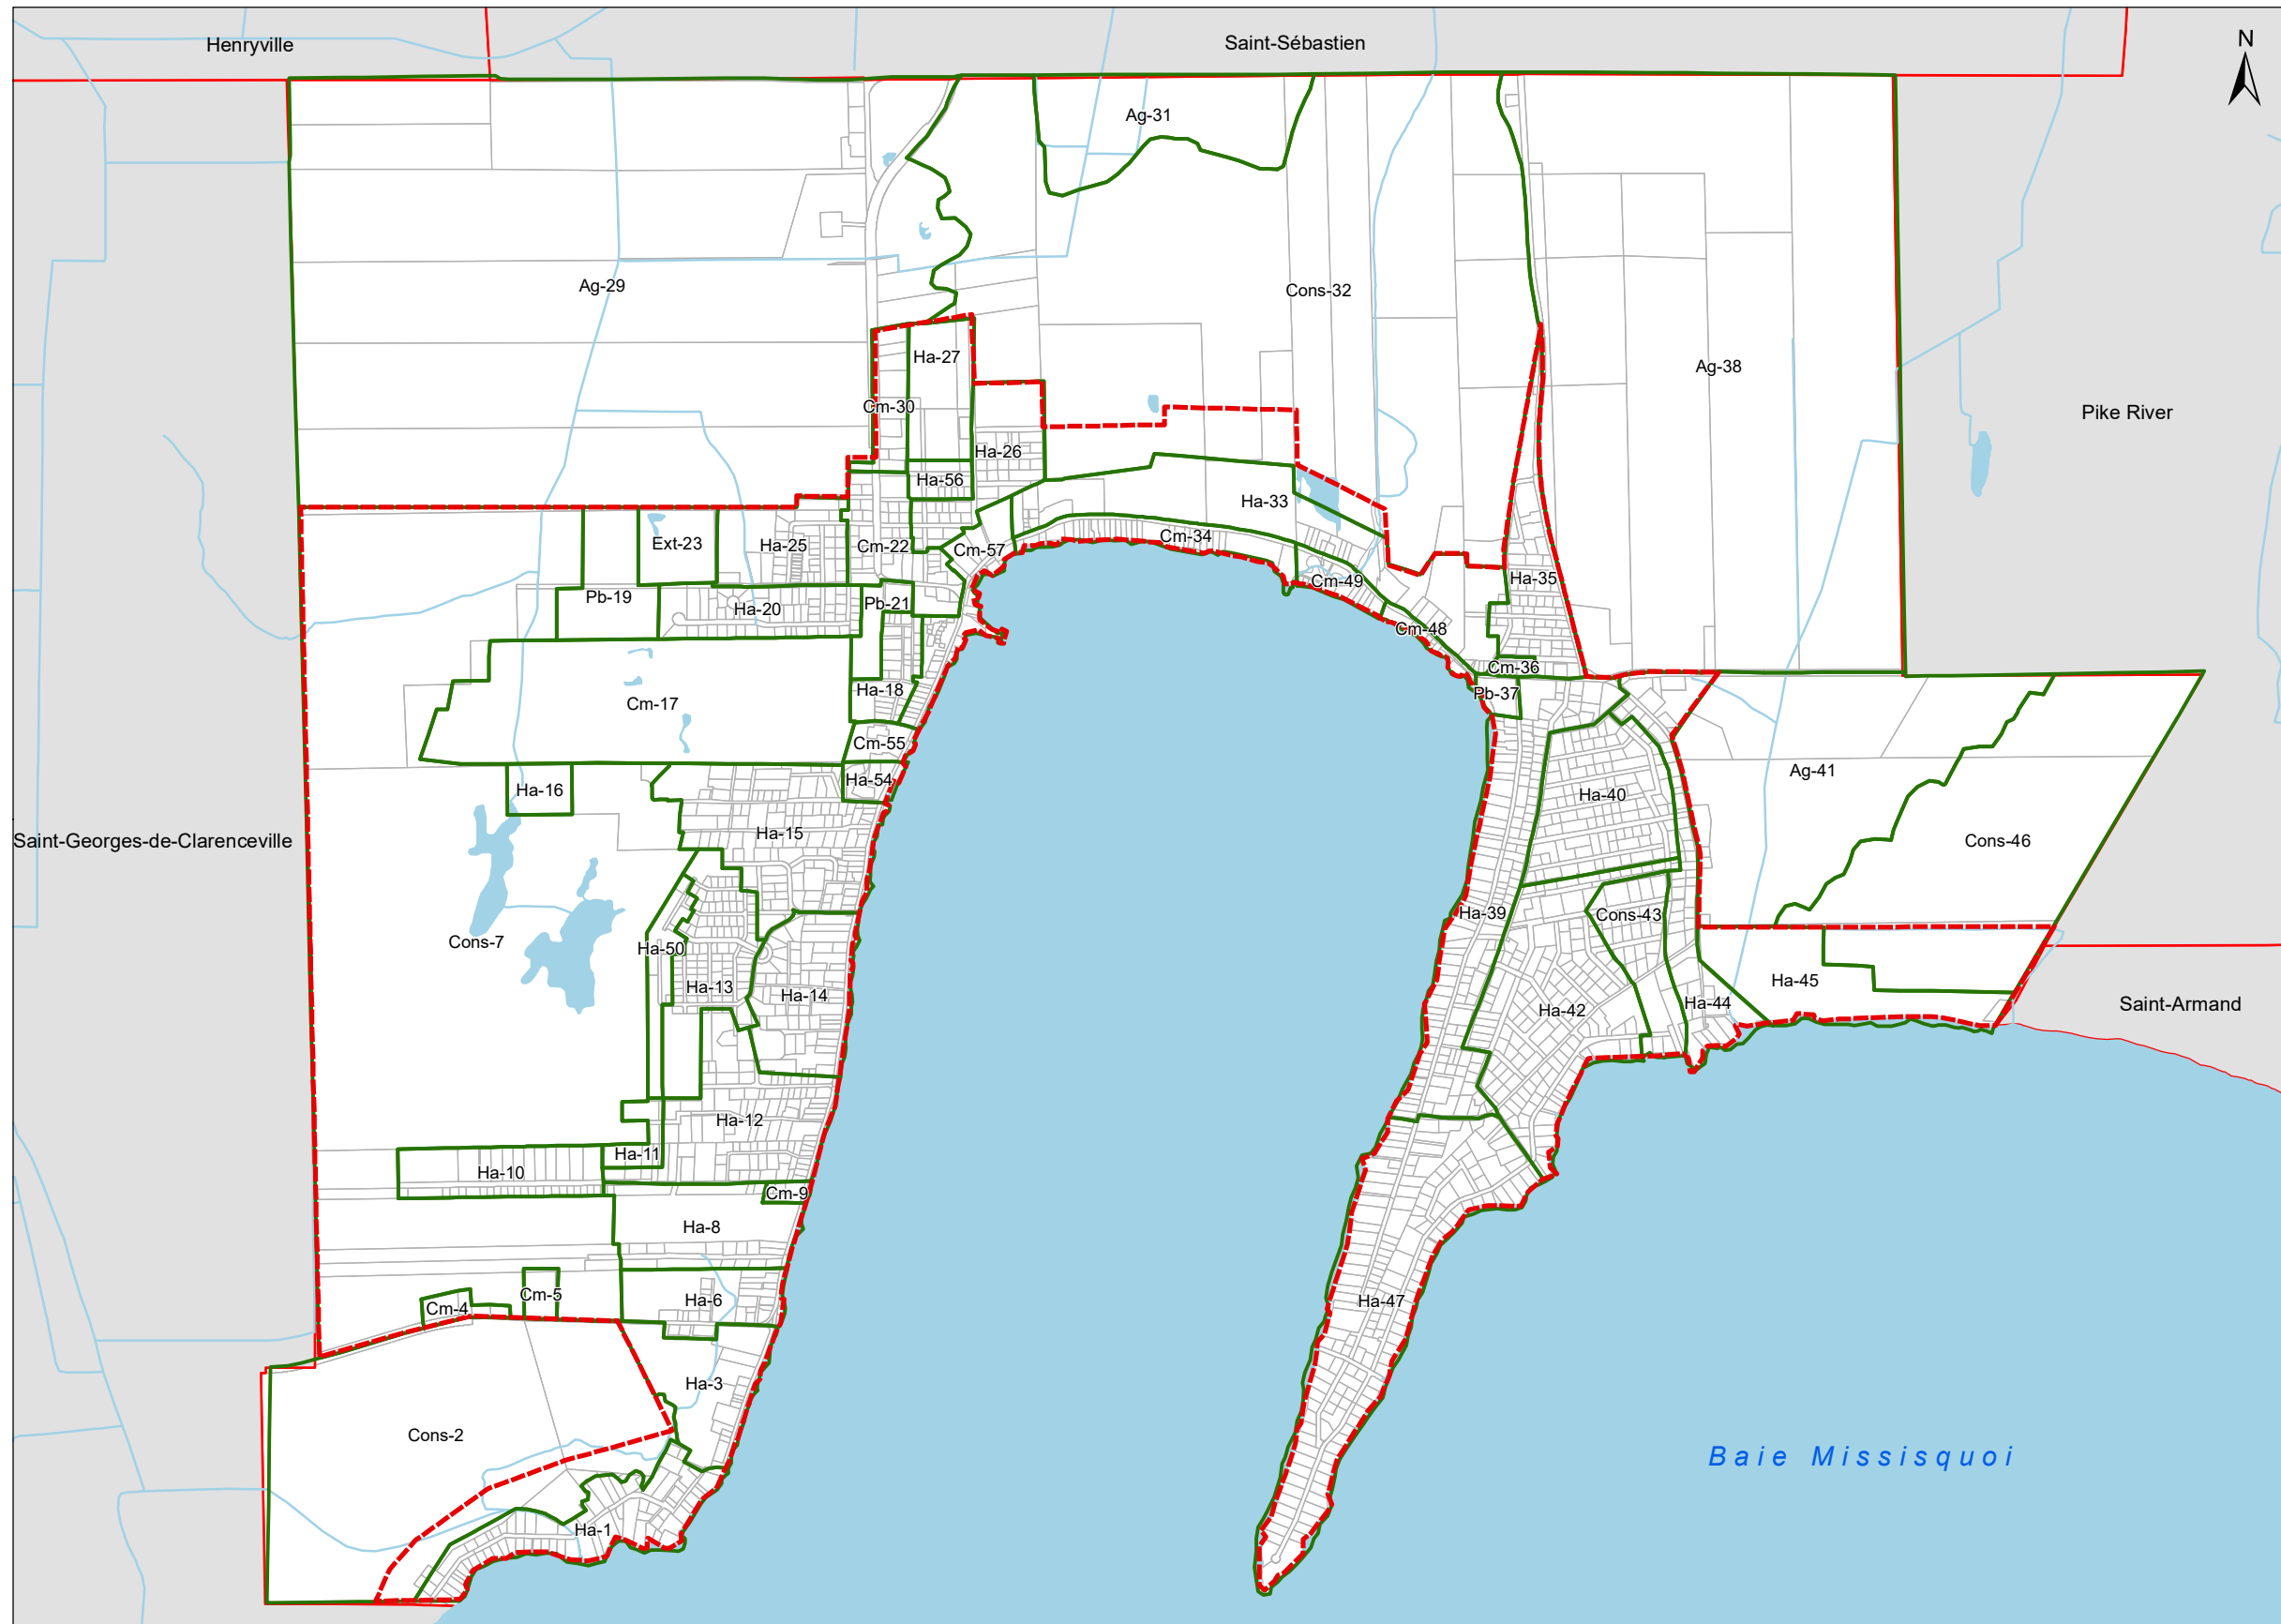 Henryville
Saint-Sébastien
N
Ag-31
Ag-29
Cons-32
Ha-27
Ag-38
Cm-30
Pike River
Ha-26
Ha-56
Ha-33
Cm-34
Ext-23
Ha-25
Cm-22
Cm-57
Ha-35
Cm-49
Pb-19
Ha-20
Pb-21
Cm-48
Cm-36
Ha-18
Pb-37
Cm-17
Cm-55
Ag-41
Ha-54
Ha-16
Ha-40
Ha-15
Saint-Georges-de-Clarenceville
Cons-46
Ha-39
Cons-43
Cons-7
Ha-50
Ha-13
Ha-14
Ha-45
Ha-42
Ha-44
Saint-Armand
Ha-12
Ha-11
Ha-10
Cm-9
Ha-8
Cm-5
Cm-4
Ha-6
Ha-47
Ha-3
Cons-2
Baie Missisquoi
Ha-1